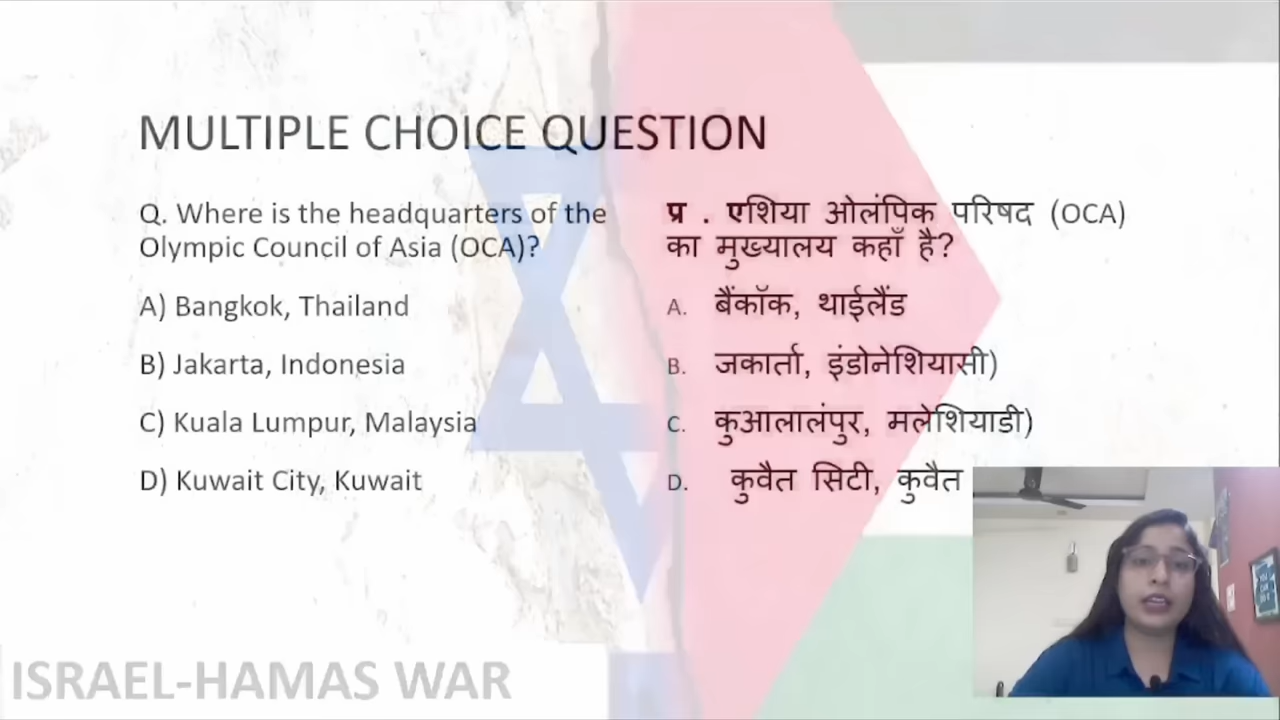 MULTIPLE CHOICE QUESTION
Q. Where is the headquarters of the
Olympic Council of Asia (OCA)?
A) Bangkok, Thailand
B) Jakarta, Indonesia
C) Kuala Lumpur, Malaysia
D) Kuwait City, Kuwait
प्र . एशिया ओलंपिक परिषद (OCA)
का मुख्यालय कहाँ है?
A. बैंकॉक, थाईलैंड
B. जकार्ता, इंडोनेशियासी)
C. कुआलालंपुर, मलेशियाडी)
D. कुवैत सिटी, कुवैत
ISRAEL-HAMAS WAR